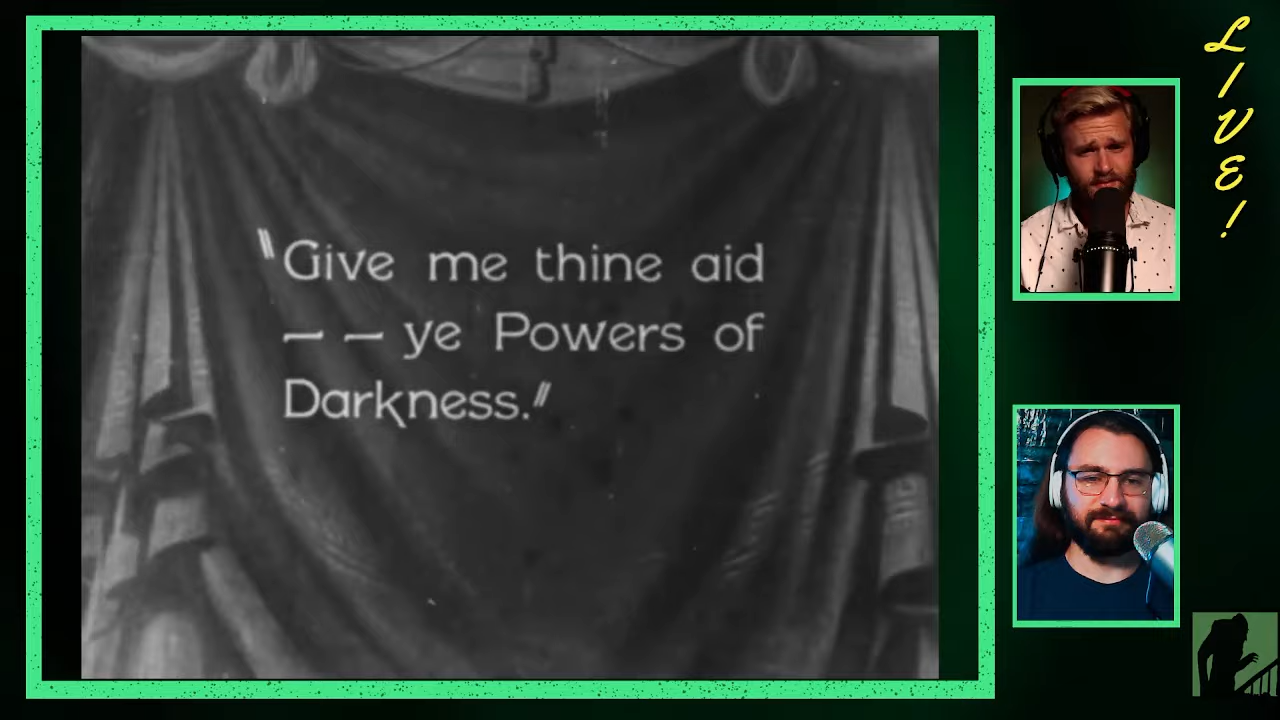 "Give me thine aid
— — ye Powers of
Darkness."
LIVE!